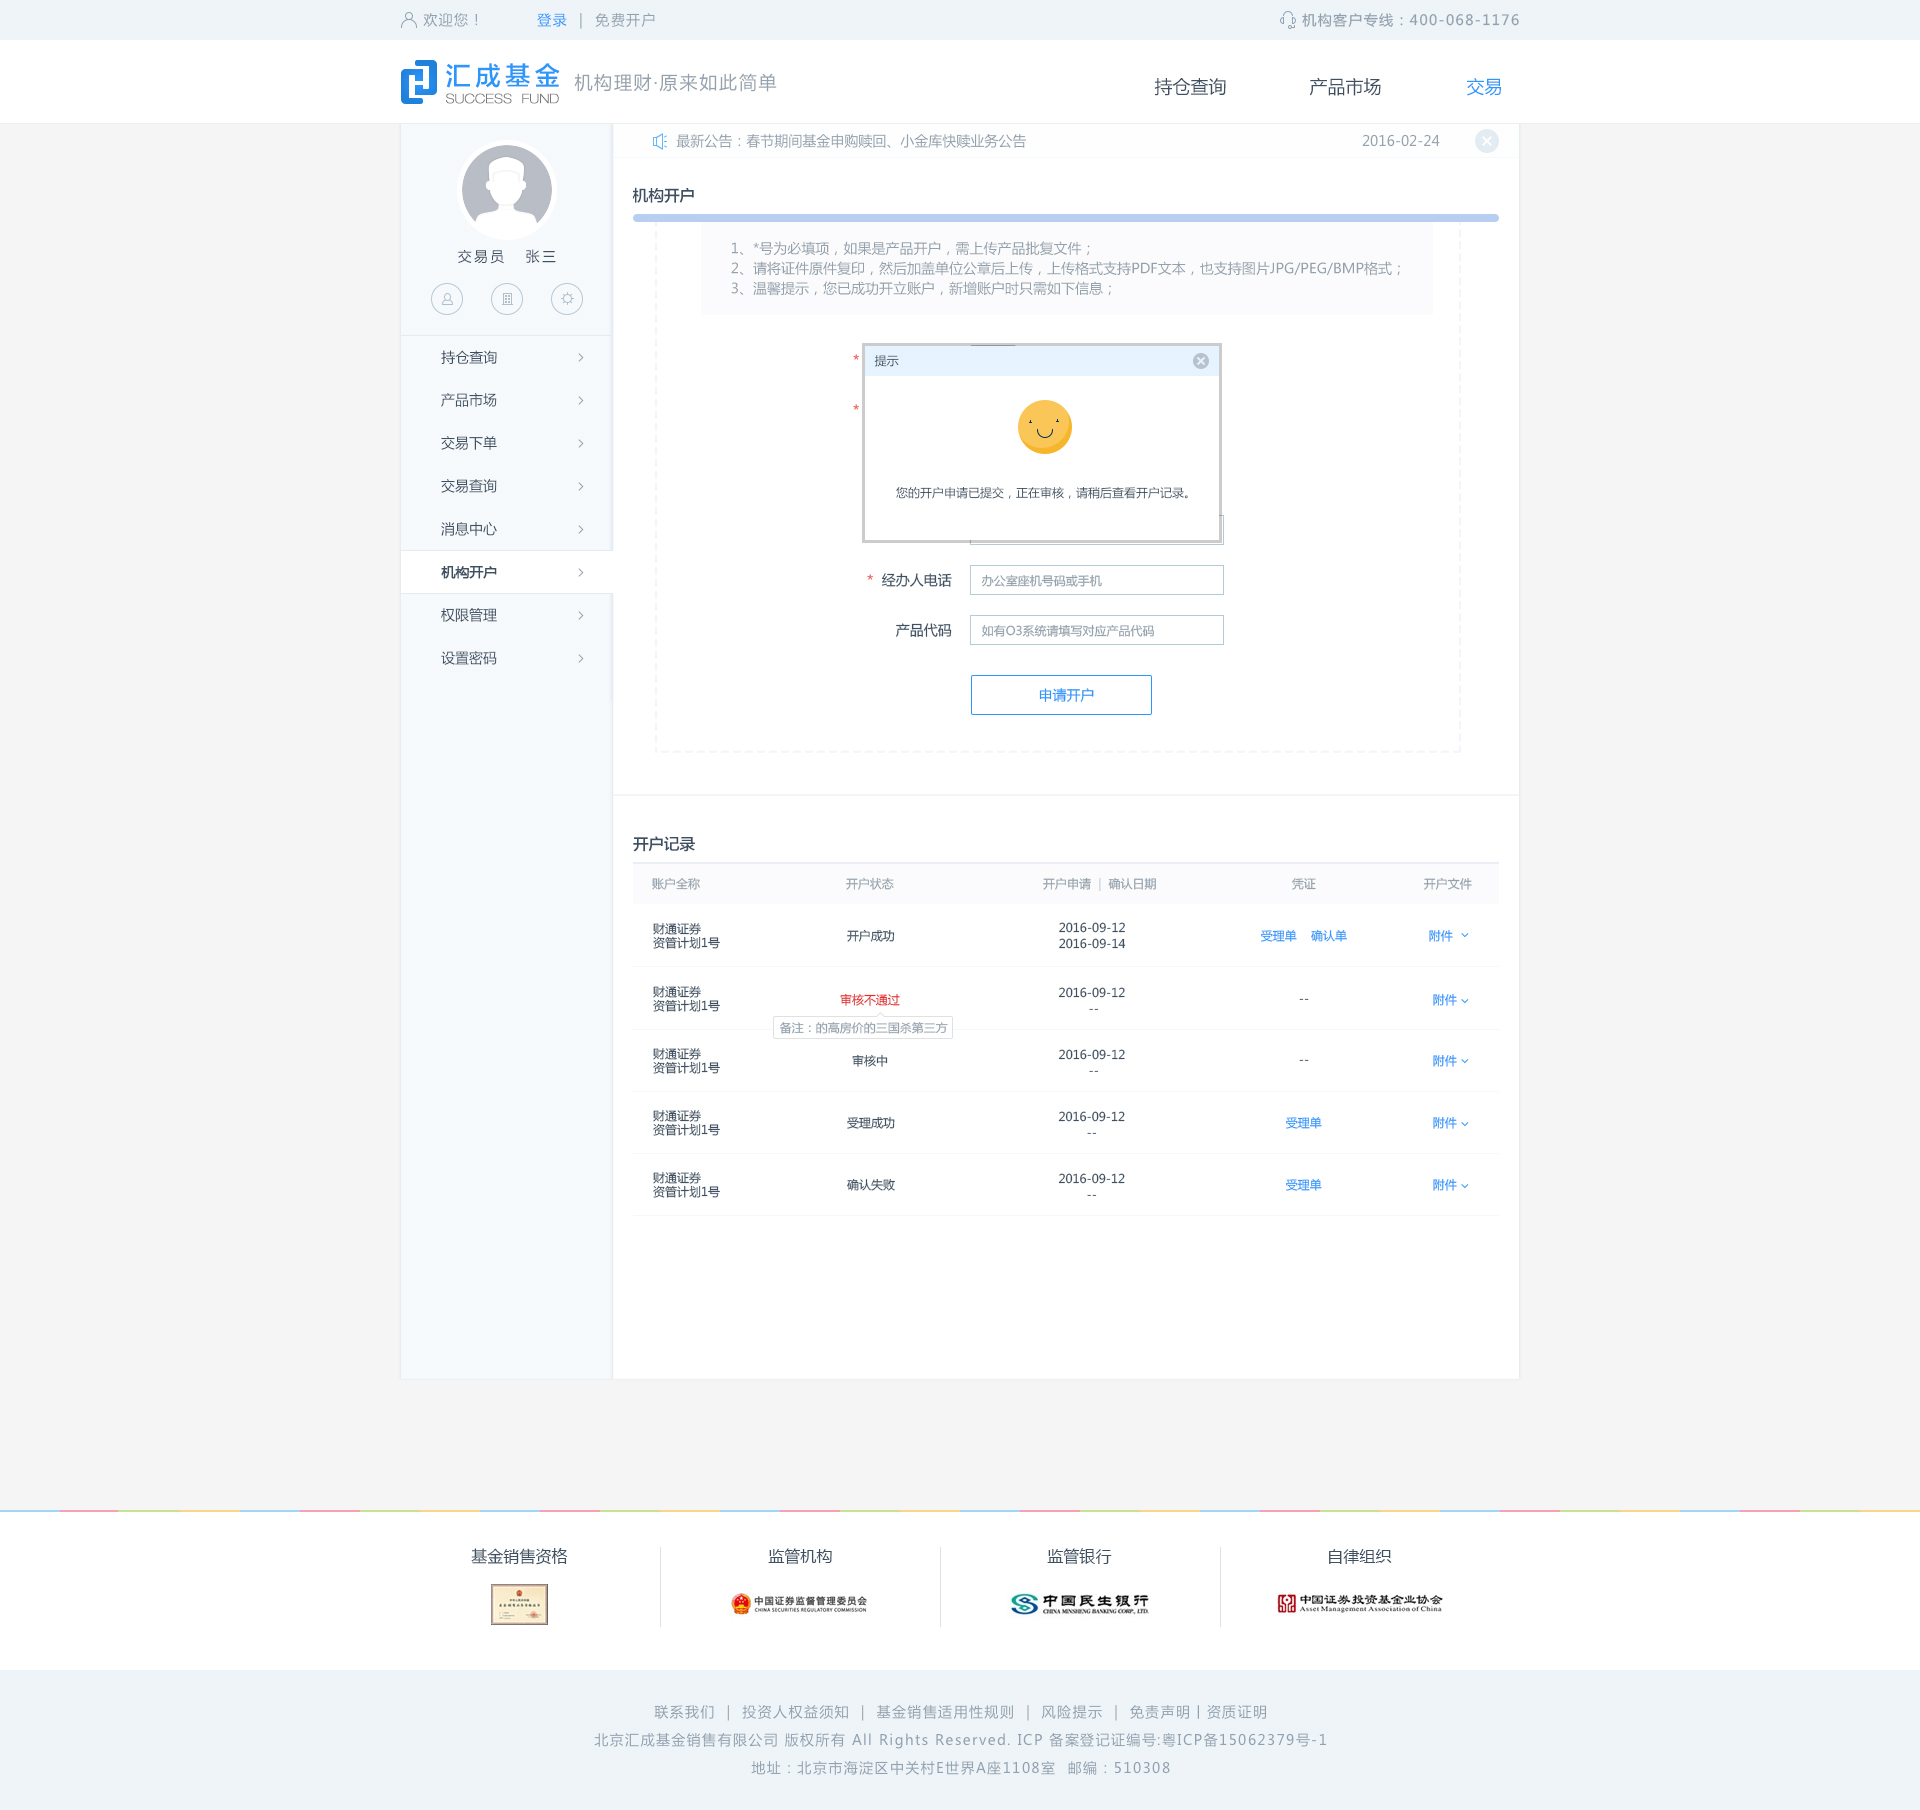 欢迎您！ 登录 | 免费开户 机构客户专线：400-068-1176
汇成基金 机构理财·原来如此简单 持仓查询 产品市场 交易
SUCCESS FUND
最新公告：春节期间基金申购赎回、小金库快赎业务公告 2016-02-24
交易员 张三
持仓查询
产品市场
交易下单
交易查询
消息中心
机构开户
权限管理
设置密码
机构开户
1、*号为必填项，如果是产品开户，需上传产品批复文件；
2、请将证件原件复印，然后加盖单位公章后上传，上传格式支持PDF文本，也支持图片JPG/PEG/BMP格式；
3、温馨提示，您已成功开立账户，新增账户时只需如下信息；
*
提示
*
您的开户申请已提交，正在审核，请稍后查看开户记录。
* 经办人电话 办公室座机号码或手机
产品代码 如有O3系统请填写对应产品代码
申请开户
开户记录
账户全称 开户状态 开户申请 | 确认日期 凭证 开户文件
财通证券
资管计划1号 开户成功 2016-09-12
2016-09-14 受理单 确认单 附件
财通证券
资管计划1号 审核不通过 2016-09-12
-- -- 附件
备注：的高房价的三国杀第三方
财通证券
资管计划1号 审核中 2016-09-12
-- -- 附件
财通证券
资管计划1号 受理成功 2016-09-12
-- 受理单 附件
财通证券
资管计划1号 确认失败 2016-09-12
-- 受理单 附件
基金销售资格 监管机构 监管银行 自律组织
中国证券监督管理委员会
CHINA SECURITIES REGULATORY COMMISSION
中国民生银行
CHINA MINSHENG BANKING CORP., LTD.
中国证券投资基金业协会
Asset Management Association of China
联系我们 | 投资人权益须知 | 基金销售适用性规则 | 风险提示 | 免责声明 | 资质证明
北京汇成基金销售有限公司 版权所有 All Rights Reserved. ICP 备案登记证编号:粤ICP备15062379号-1
地址：北京市海淀区中关村E世界A座1108室 邮编：510308